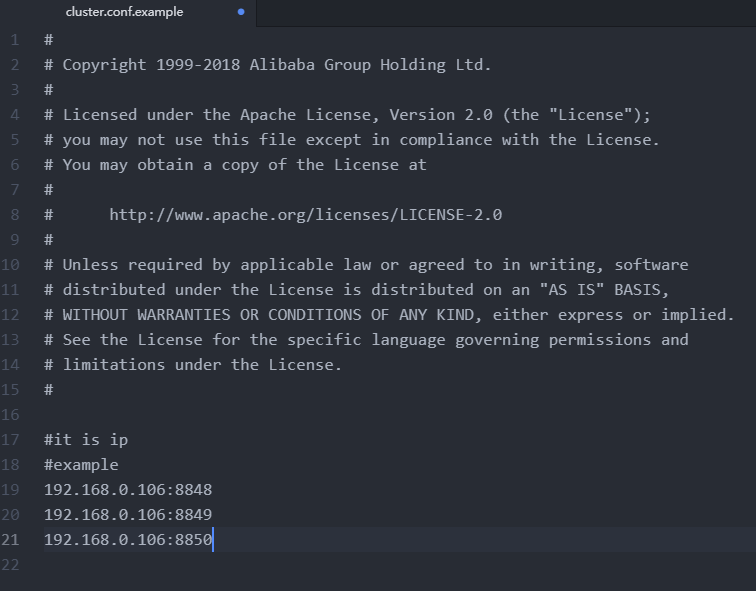 cluster.conf.example
1 #
2 # Copyright 1999-2018 Alibaba Group Holding Ltd.
3 #
4 # Licensed under the Apache License, Version 2.0 (the "License");
5 # you may not use this file except in compliance with the License.
6 # You may obtain a copy of the License at
7 #
8 #      http://www.apache.org/licenses/LICENSE-2.0
9 #
10 # Unless required by applicable law or agreed to in writing, software
11 # distributed under the License is distributed on an "AS IS" BASIS,
12 # WITHOUT WARRANTIES OR CONDITIONS OF ANY KIND, either express or implied.
13 # See the License for the specific language governing permissions and
14 # limitations under the License.
15 #
16
17 #it is ip
18 #example
19 192.168.0.106:8848
20 192.168.0.106:8849
21 192.168.0.106:8850
22